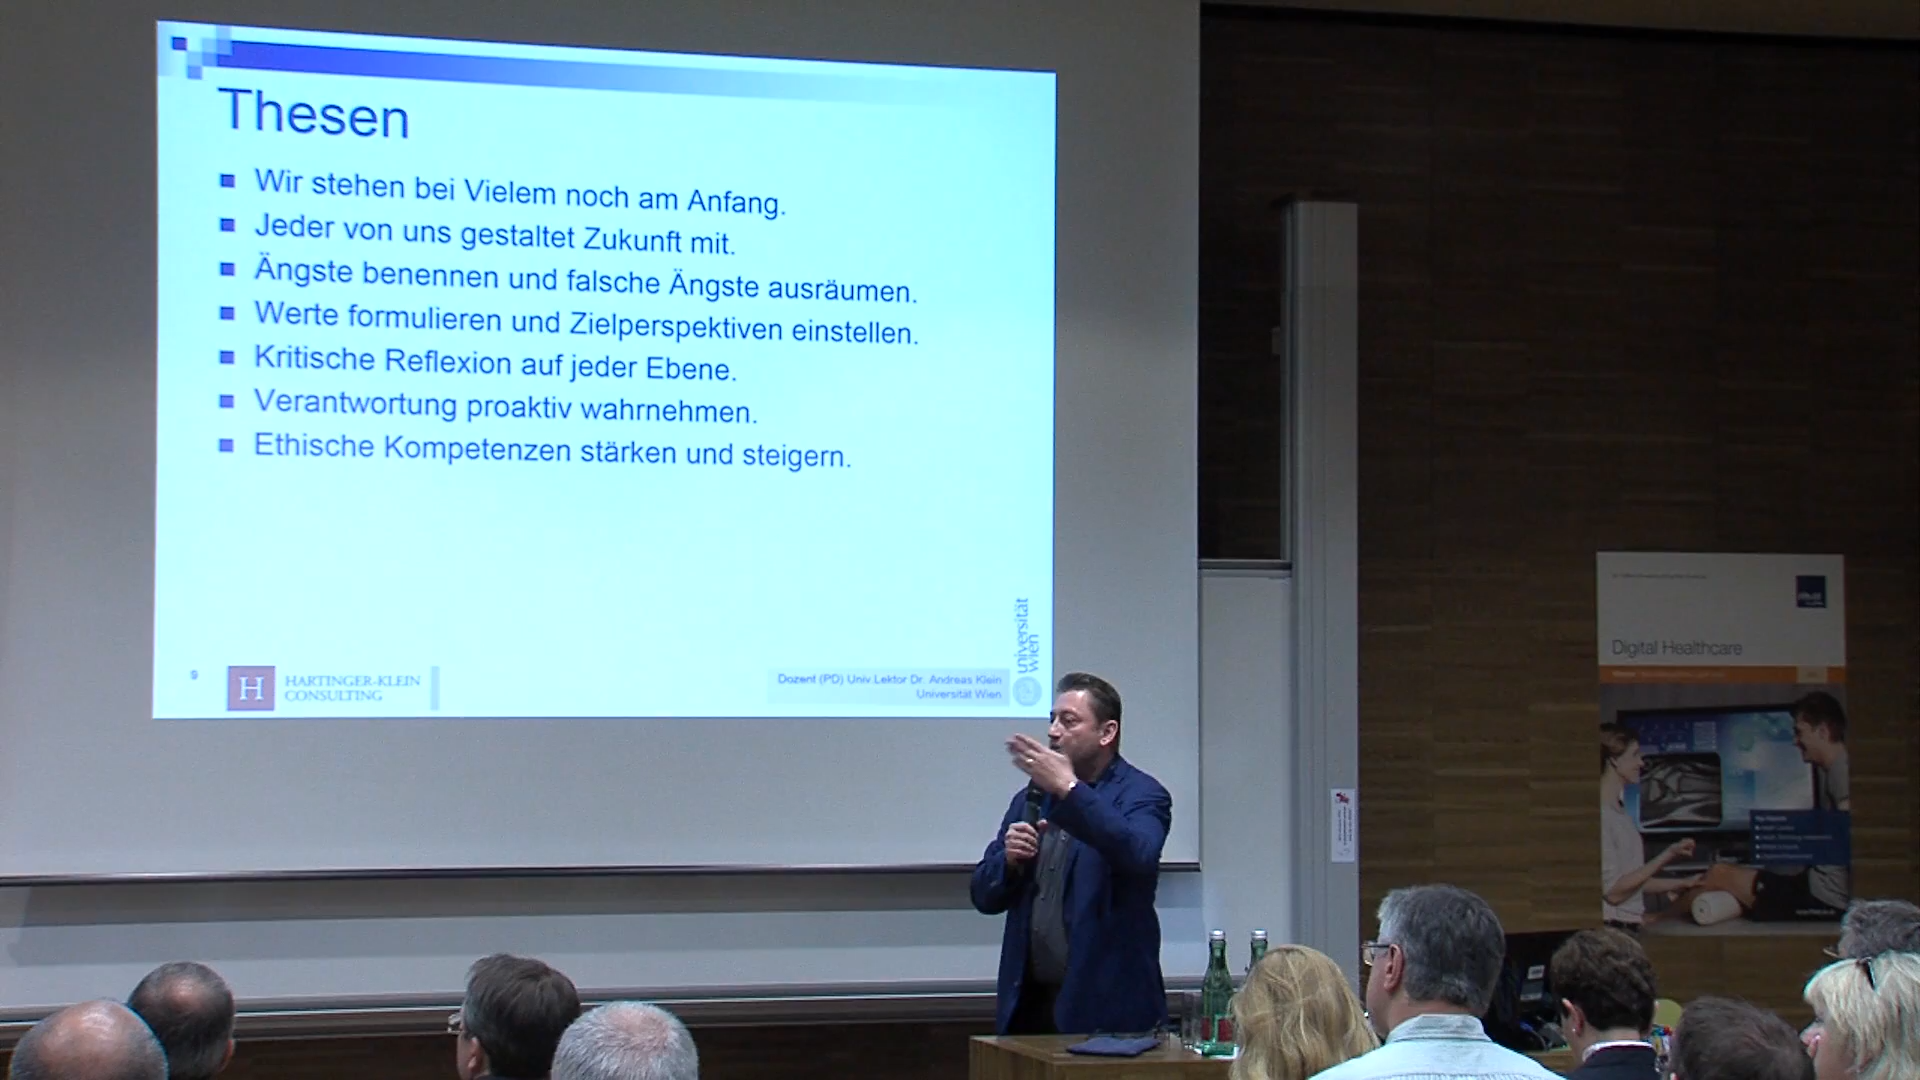 Thesen
Wir stehen bei Vielem noch am Anfang.
Jeder von uns gestaltet Zukunft mit.
Ängste benennen und falsche Ängste ausräumen.
Werte formulieren und Zielperspektiven einstellen.
Kritische Reflexion auf jeder Ebene.
Verantwortung proaktiv wahrnehmen.
Ethische Kompetenzen stärken und steigern.
9
H
HARTINGER-KLEIN
CONSULTING
Dozent (PD) Univ.Lektor Dr. Andreas Klein
Universität Wien
universität
wien
Digital Healthcare